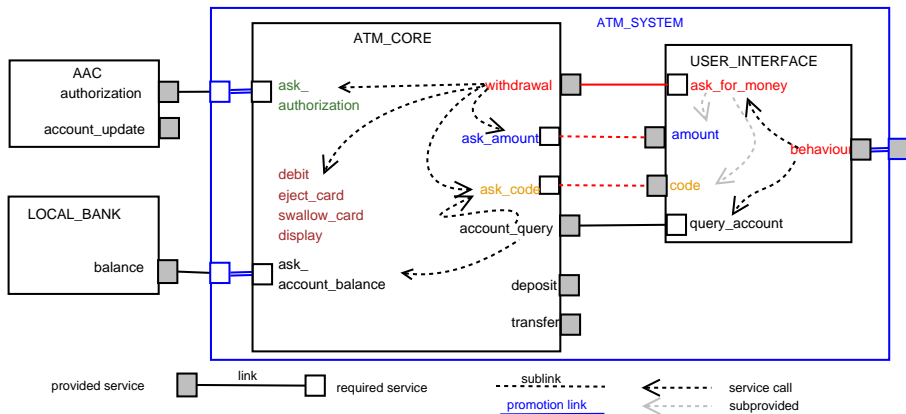 ATM_SYSTEM
ATM_CORE
AAC
authorization
account_update
ask_
authorization
withdrawal
USER_INTERFACE
ask_for_money
ask_amount
amount
behaviour
debit
eject_card
swallow_card
display
ask_code
code
account_query
query_account
LOCAL_BANK
balance
ask_
account_balance
deposit
transfer
provided service
link
required service
sublink
promotion link
service call
subprovided